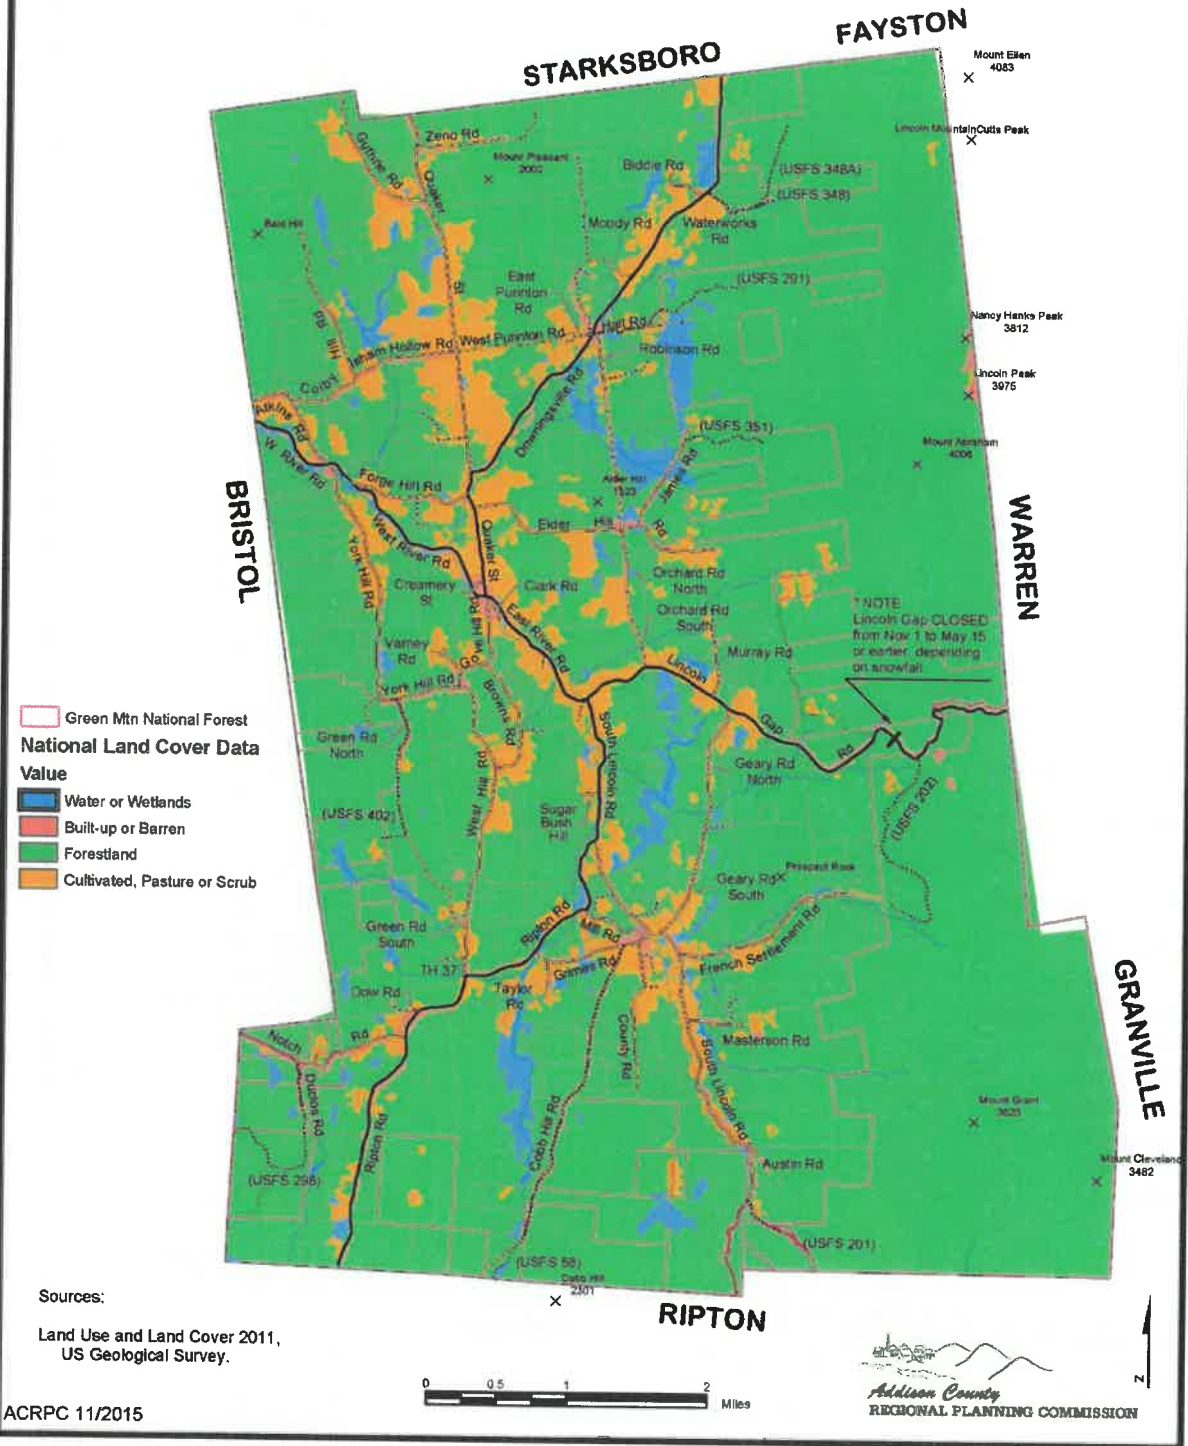 FAYSTON
STARKSBORO
Mount Ellen
4083
Lincoln MountainCutts Peak
Zeno Rd
Guthrie Rd
Quaker
St
Mount Pleasant
2002
Biddle Rd
(USFS 348A)
(USFS 348)
Bald Hill
Moody Rd
Waterworks
Rd
East
Purinton
Rd
(USFS 291)
Hill Rd
Isham Hollow Rd
West Purinton Rd
Hart Rd
Robinson Rd
Nancy Hanks Peak
3812
Lincoln Peak
3975
Colby
Atkins Rd
Downingsville Rd
(USFS 351)
Mount Abraham
4006
W River Rd
Forge Hill Rd
James Rd
Alder Hill
1523
BRISTOL
WARREN
Elder
Hill
Rd
West River Rd
Quaker St
York Hill Rd
Creamery
St
Clark Rd
Orchard Rd
North
Orchard Rd
South
* NOTE
Lincoln Gap CLOSED
from Nov 1 to May 15
or earlier depending
on snowfall.
East River Rd
Gove Hill Rd
Varney
Rd
Murray Rd
York Hill Rd
Browns Rd
Lincoln
Gap
Rd
Green Mtn National Forest
National Land Cover Data
Value
Water or Wetlands
Built-up or Barren
Forestland
Cultivated, Pasture or Scrub
Green Rd
North
South Lincoln Rd
Geary Rd
North
West Hill Rd
(USFS 402)
Sugar
Bush
Hill
(USFS 202)
Prospect Rock
Geary Rd
South
Green Rd
South
Ripton Rd
Mill Rd
French Settlement Rd
TH 37
Grimes Rd
GRANVILLE
Dow Rd
Taylor
Rd
Notch
Rd
County Rd
Masterson Rd
South Lincoln Rd
Duclos Rd
Ripton Rd
Cobb Hill Rd
Mount Grant
3623
Austin Rd
Mount Cleveland
3482
(USFS 298)
(USFS 201)
(USFS 58)
Cobb Hill
2301
RIPTON
Sources:
Land Use and Land Cover 2011,
US Geological Survey.
0 0.5 1 2
Miles
N
Addison County
REGIONAL PLANNING COMMISSION
ACRPC 11/2015